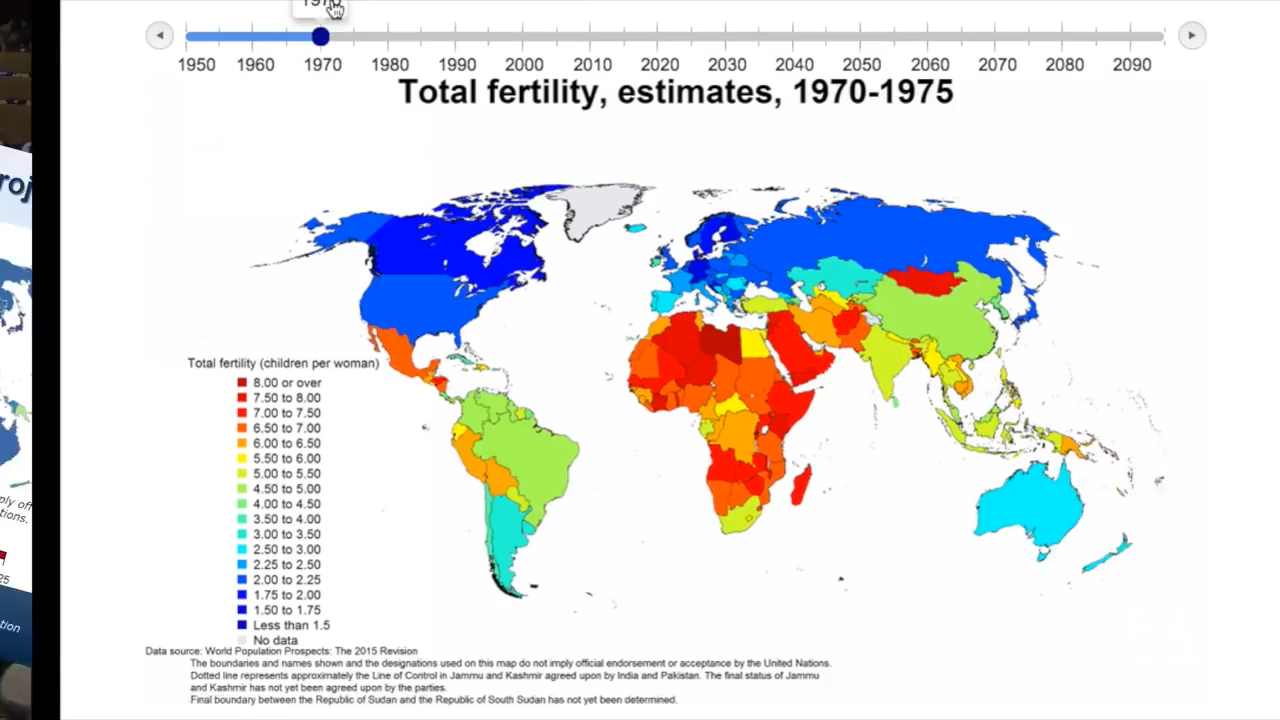 1950 1960 1970 1980 1990 2000 2010 2020 2030 2040 2050 2060 2070 2080 2090
Total fertility, estimates, 1970-1975
Total fertility (children per woman)
8.00 or over
7.50 to 8.00
7.00 to 7.50
6.50 to 7.00
6.00 to 6.50
5.50 to 6.00
5.00 to 5.50
4.50 to 5.00
4.00 to 4.50
3.50 to 4.00
3.00 to 3.50
2.50 to 3.00
2.25 to 2.50
2.00 to 2.25
1.75 to 2.00
1.50 to 1.75
Less than 1.5
No data
Data source: World Population Prospects: The 2015 Revision
The boundaries and names shown and the designations used on this map do not imply official endorsement or acceptance by the United Nations.
Dotted line represents approximately the Line of Control in Jammu and Kashmir agreed upon by India and Pakistan. The final status of Jammu
and Kashmir has not yet been agreed upon by the parties.
Final boundary between the Republic of Sudan and the Republic of South Sudan has not yet been determined.